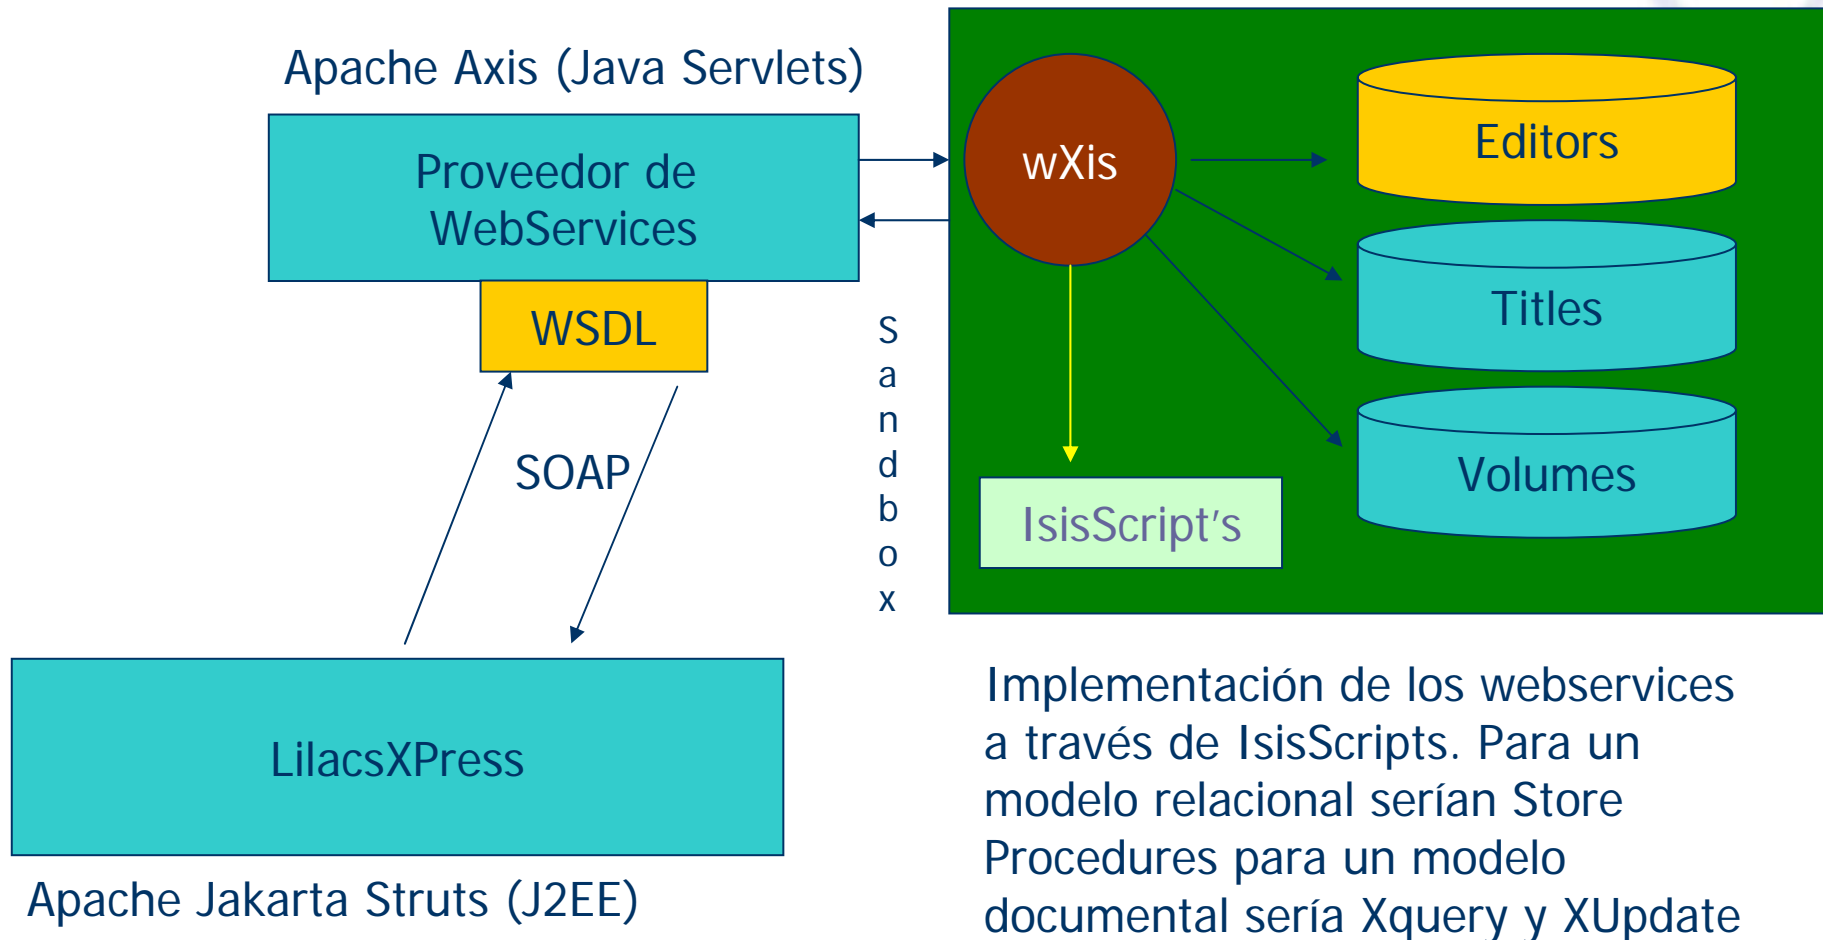 Apache Axis (Java Servlets)
Proveedor de
WebServices
WSDL
SOAP
LilacsXPress
Apache Jakarta Struts (J2EE)
S
a
n
d
b
o
x
wXis
Editors
Titles
Volumes
IsisScript’s
Implementación de los webservices
a través de IsisScripts. Para un
modelo relacional serían Store
Procedures para un modelo
documental sería Xquery y XUpdate